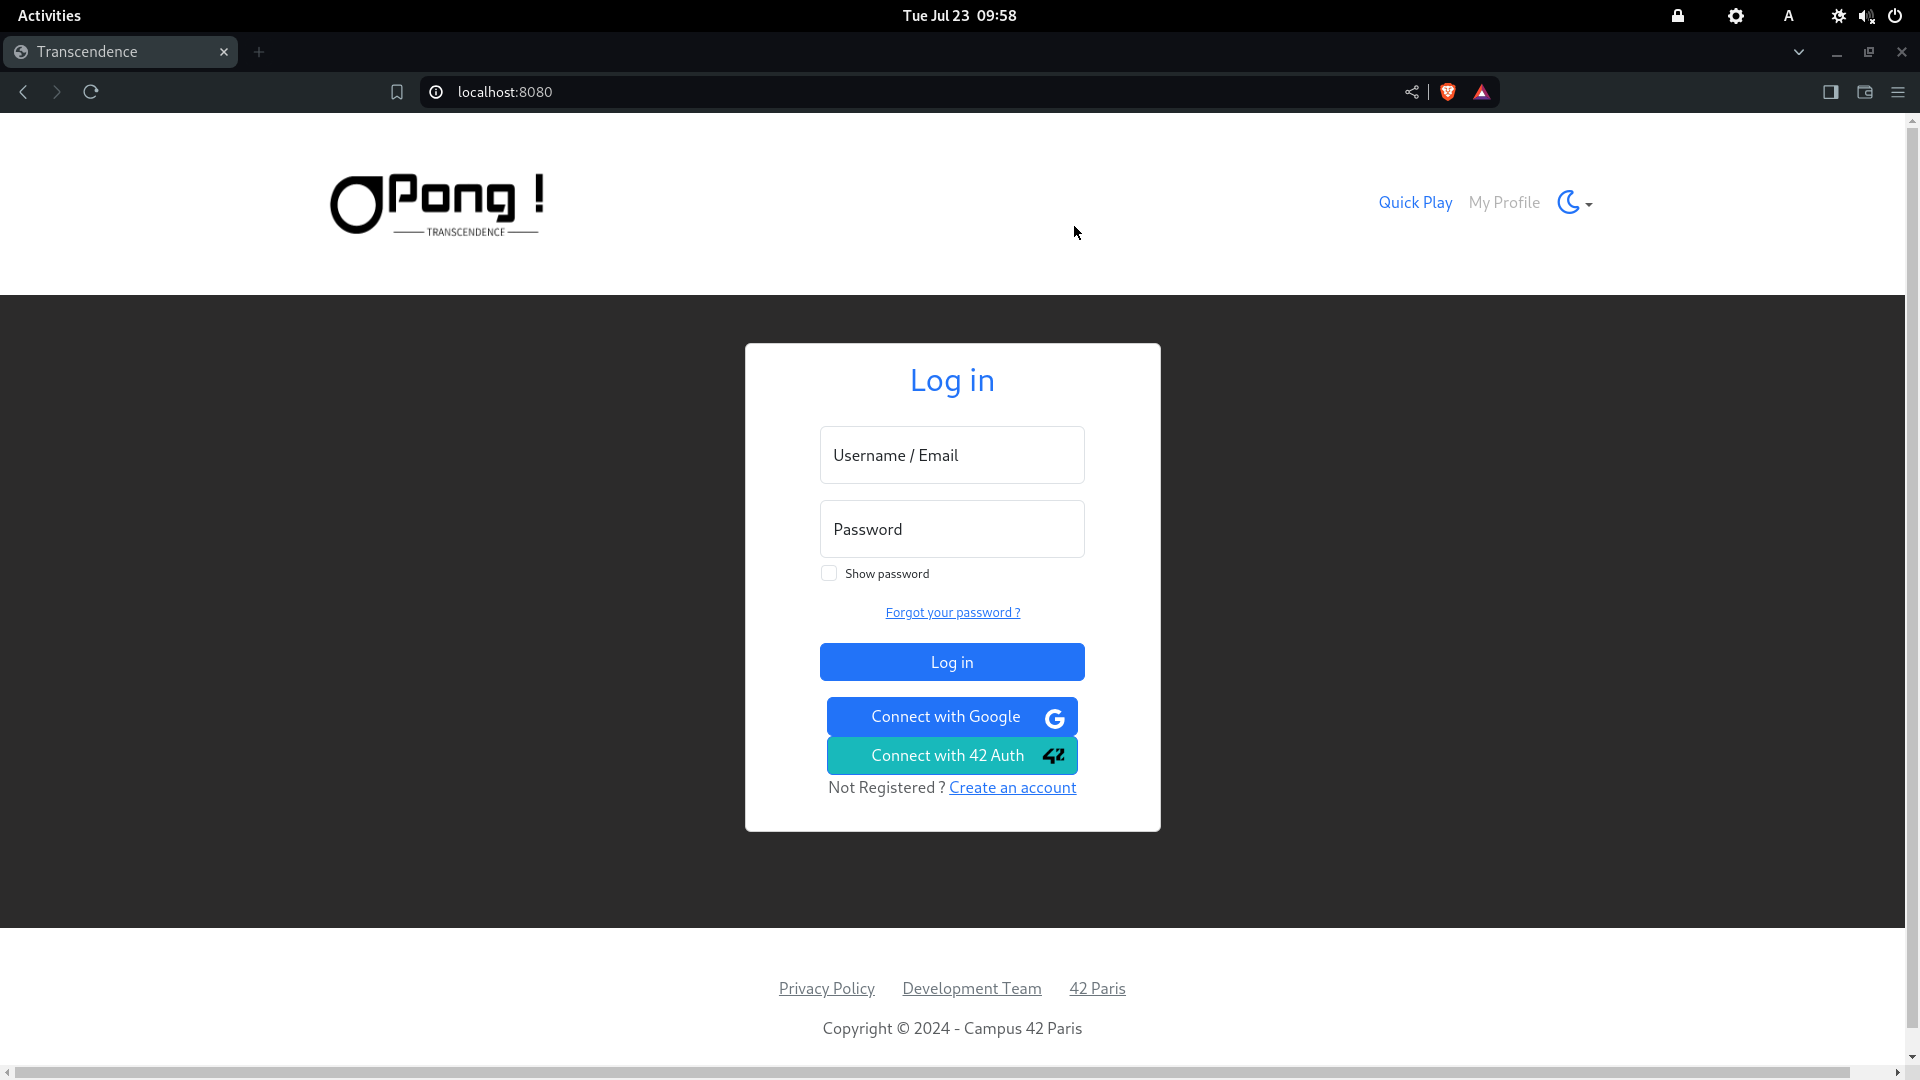 Activities
Tue Jul 23 09:58
A
Transcendence
localhost:8080
Pong !
TRANSCENDENCE
Quick Play
My Profile
Log in
Username / Email
Password
Show password
Forgot your password ?
Log in
Connect with Google G
Connect with 42 Auth 42
Not Registered ? Create an account
Privacy Policy Development Team 42 Paris
Copyright © 2024 - Campus 42 Paris